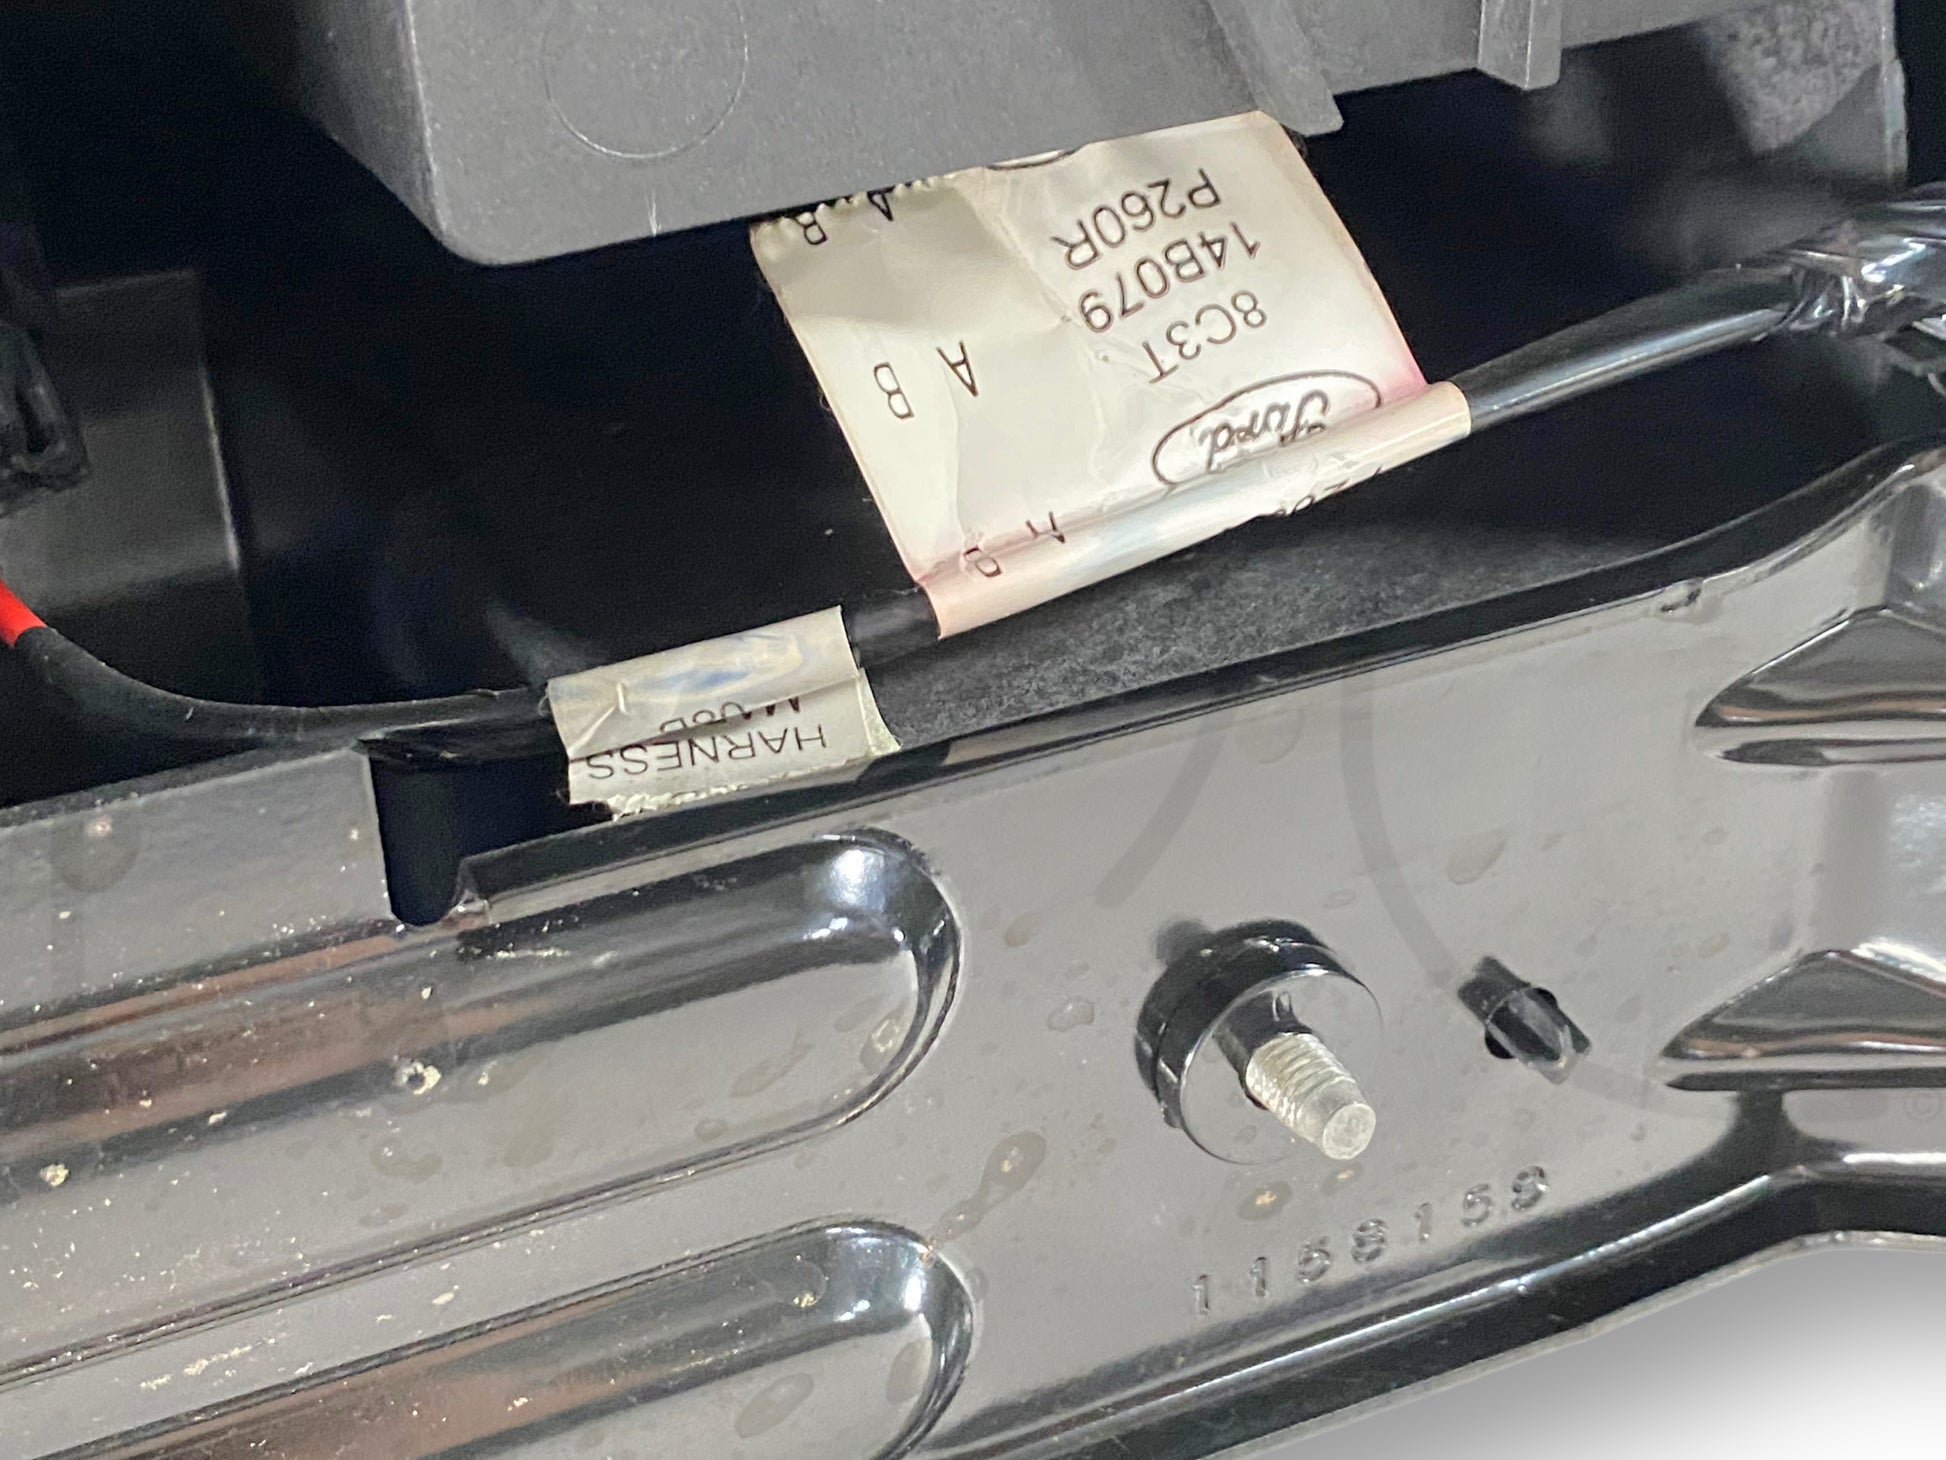 Ford
8C3T
14B079
P260R
A
B
A
B
HARNESS
1158159